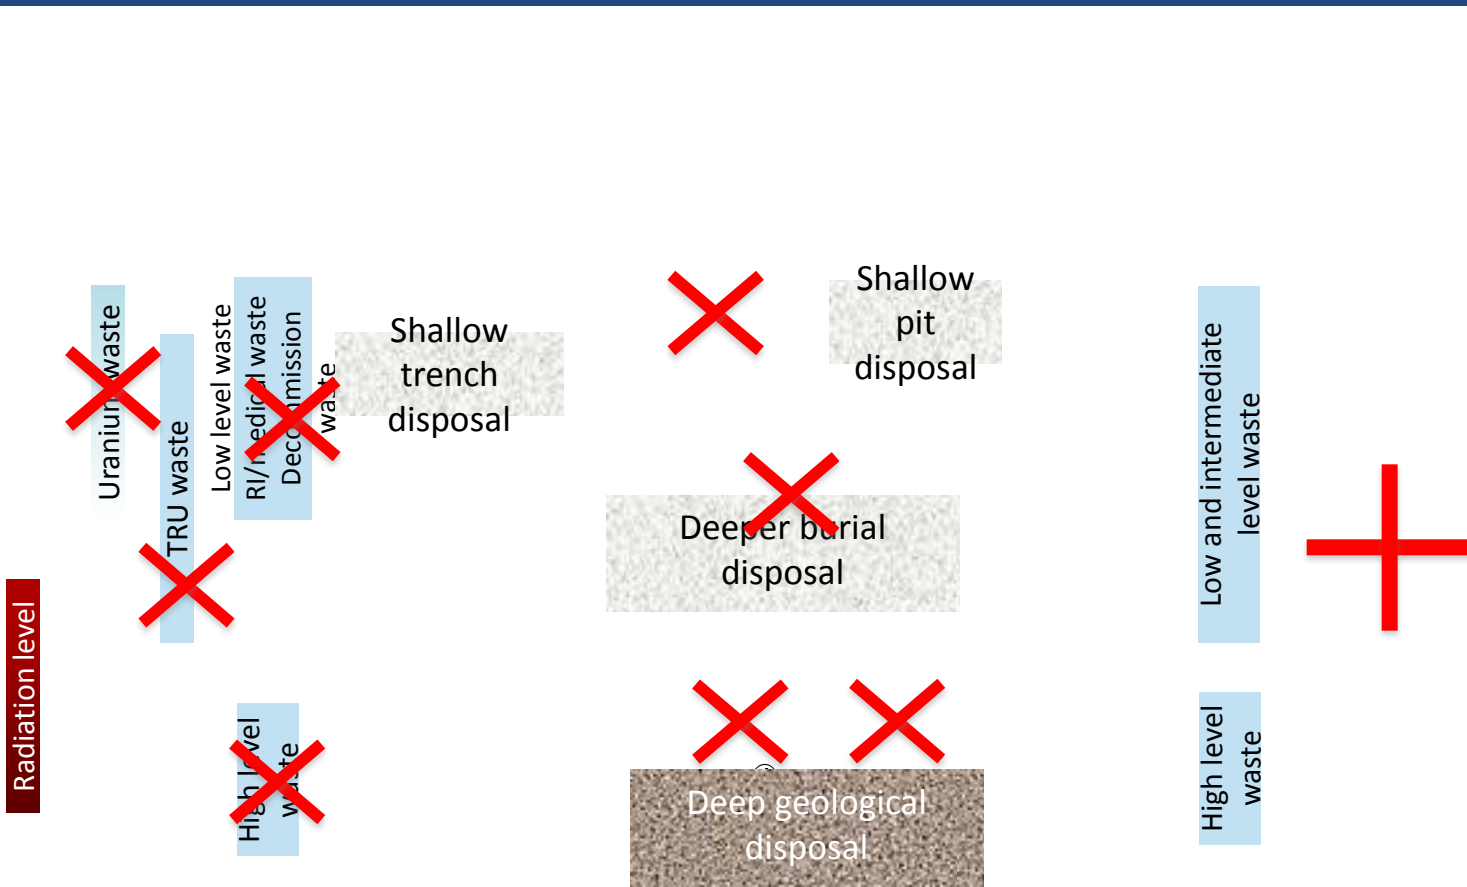 Uranium waste
TRU waste
Low level waste
RI/medical waste
Decommission
waste
Shallow
trench
disposal
Shallow
pit
disposal
Deeper burial
disposal
Low and intermediate
level waste
Radiation level
High level
waste
Deep geological
disposal
High level
waste